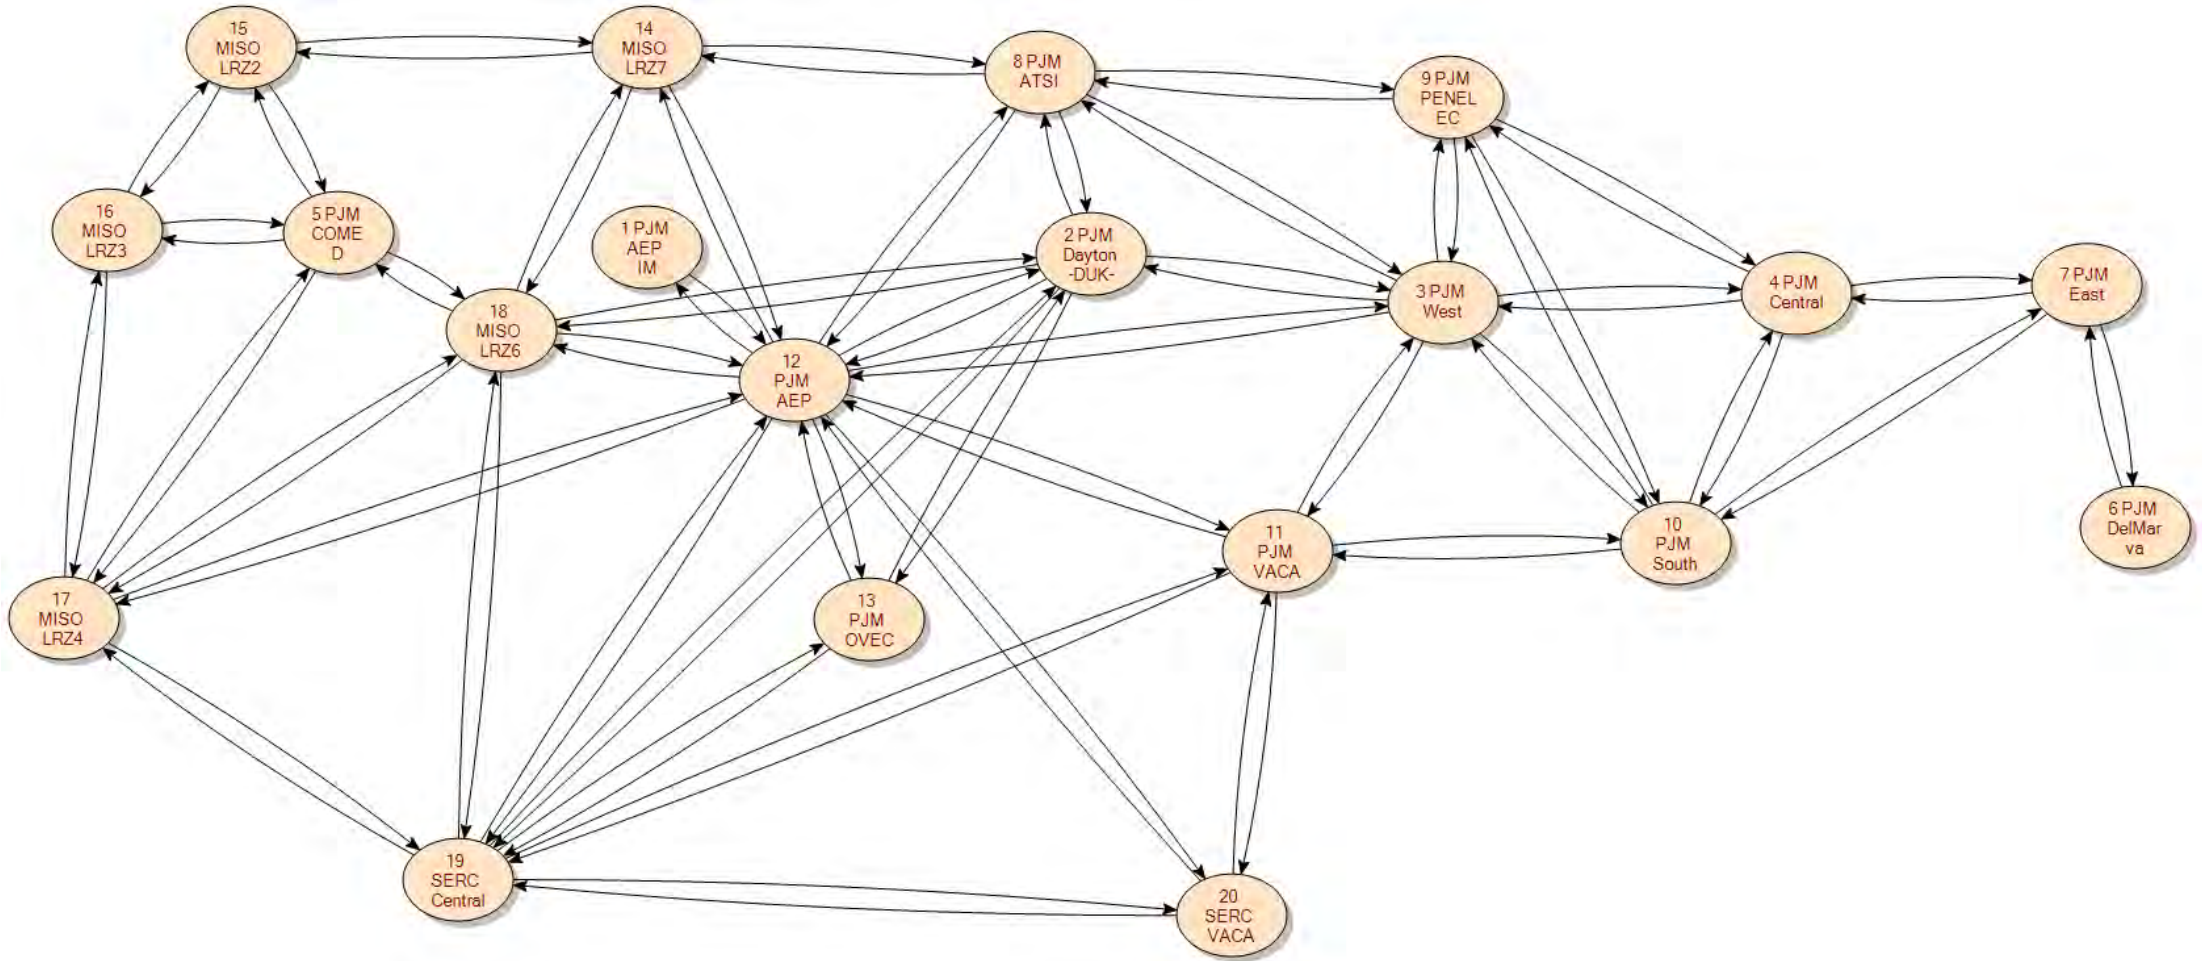 15
MISO
LRZ2
14
MISO
LRZ7
8 PJM
ATSI
9 PJM
PENEL
EC
16
MISO
LRZ3
5 PJM
COME
D
1 PJM
AEP
IM
2 PJM
Dayton
-DUK-
3 PJM
West
4 PJM
Central
7 PJM
East
18
MISO
LRZ6
12
PJM
AEP
17
MISO
LRZ4
13
PJM
OVEC
11
PJM
VACA
10
PJM
South
6 PJM
DelMar
va
19
SERC
Central
20
SERC
VACA